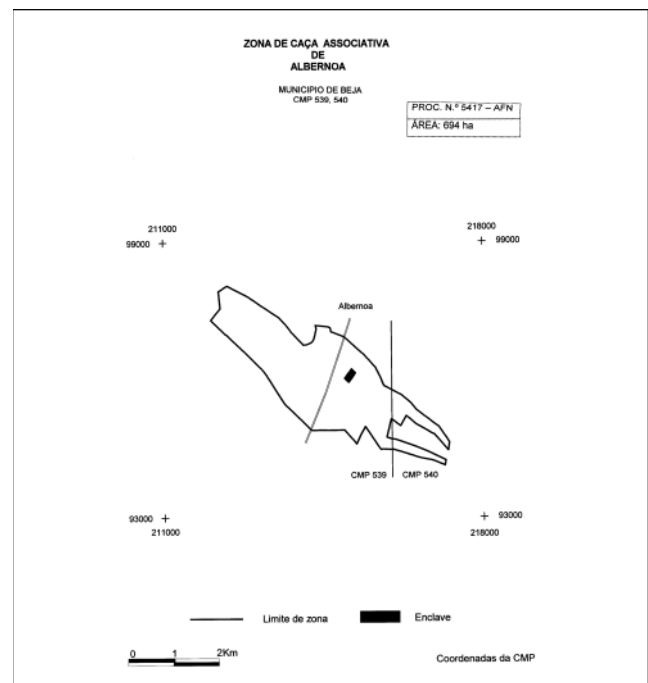 ZONA DE CAÇA ASSOCIATIVA
DE
ALBERNOA
MUNICIPIO DE BEJA
CMP 539, 540
PROC. N.º 5417 – AFN
ÁREA: 694 ha
211000
99000
218000
99000
Albernoa
CMP 539
CMP 540
93000
211000
93000
218000
Limite de zona
Enclave
0 1 2Km
Coordenadas da CMP